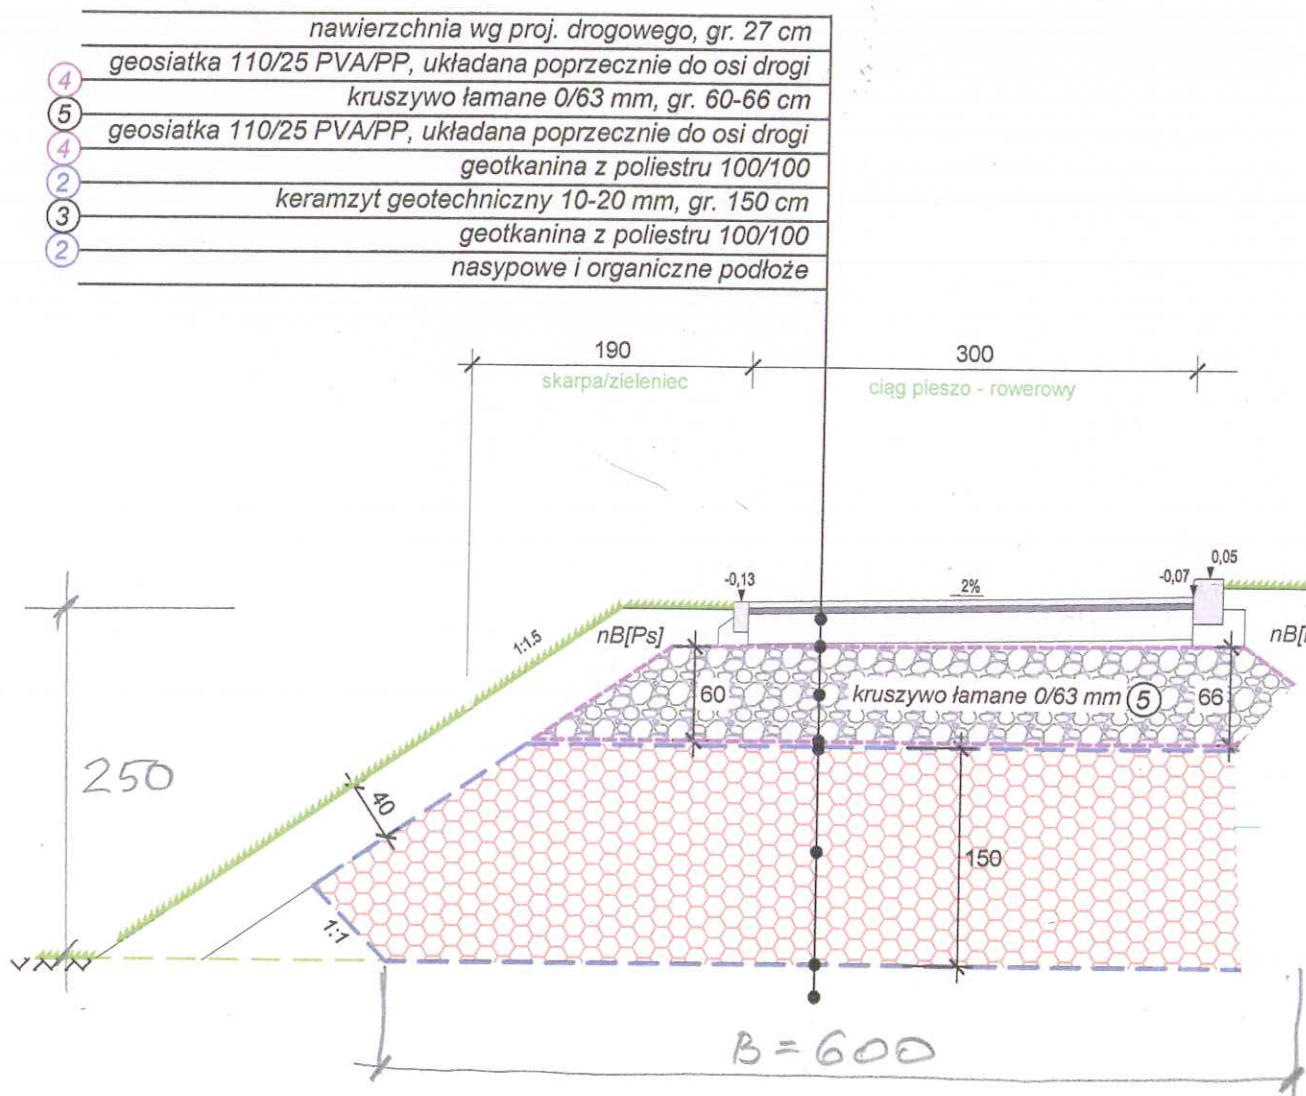 nawierzchnia wg proj. drogowego, gr. 27 cm
geosiatka 110/25 PVA/PP, układana poprzecznie do osi drogi
4
kruszywo łamane 0/63 mm, gr. 60-66 cm
5
geosiatka 110/25 PVA/PP, układana poprzecznie do osi drogi
4
geotkanina z poliestru 100/100
2
keramzyt geotechniczny 10-20 mm, gr. 150 cm
3
geotkanina z poliestru 100/100
2
nasypowe i organiczne podłoże
190
300
skarpa/zieleniec
ciąg pieszo - rowerowy
0,05
-0,13
2%
-0,07
1:1.5
nB[Ps]
60
kruszywo łamane 0/63 mm 5
66
250
40
150
1:1
B = 600